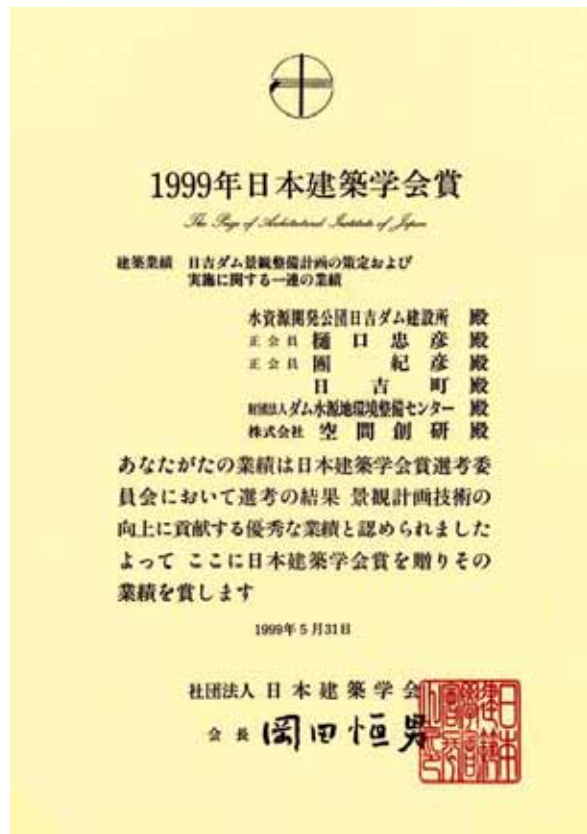 1999年日本建築学会賞
The Prize of Architectural Institute of Japan
建築業績 日吉ダム景観整備計画の策定および
実施に関する一連の業績
水資源開発公団日吉ダム建設所 殿
正会員 樋口忠彦 殿
正会員 團紀彦 殿
日吉町 殿
財団法人ダム水源地環境整備センター 殿
株式会社 空間創研 殿
あなたがたの業績は日本建築学会賞選考委
員会において選考の結果 景観計画技術の
向上に貢献する優秀な業績と認められました
よって ここに日本建築学会賞を贈りその
業績を賞します
1999年5月31日
社団法人 日本建築学会
会長 岡田恒男